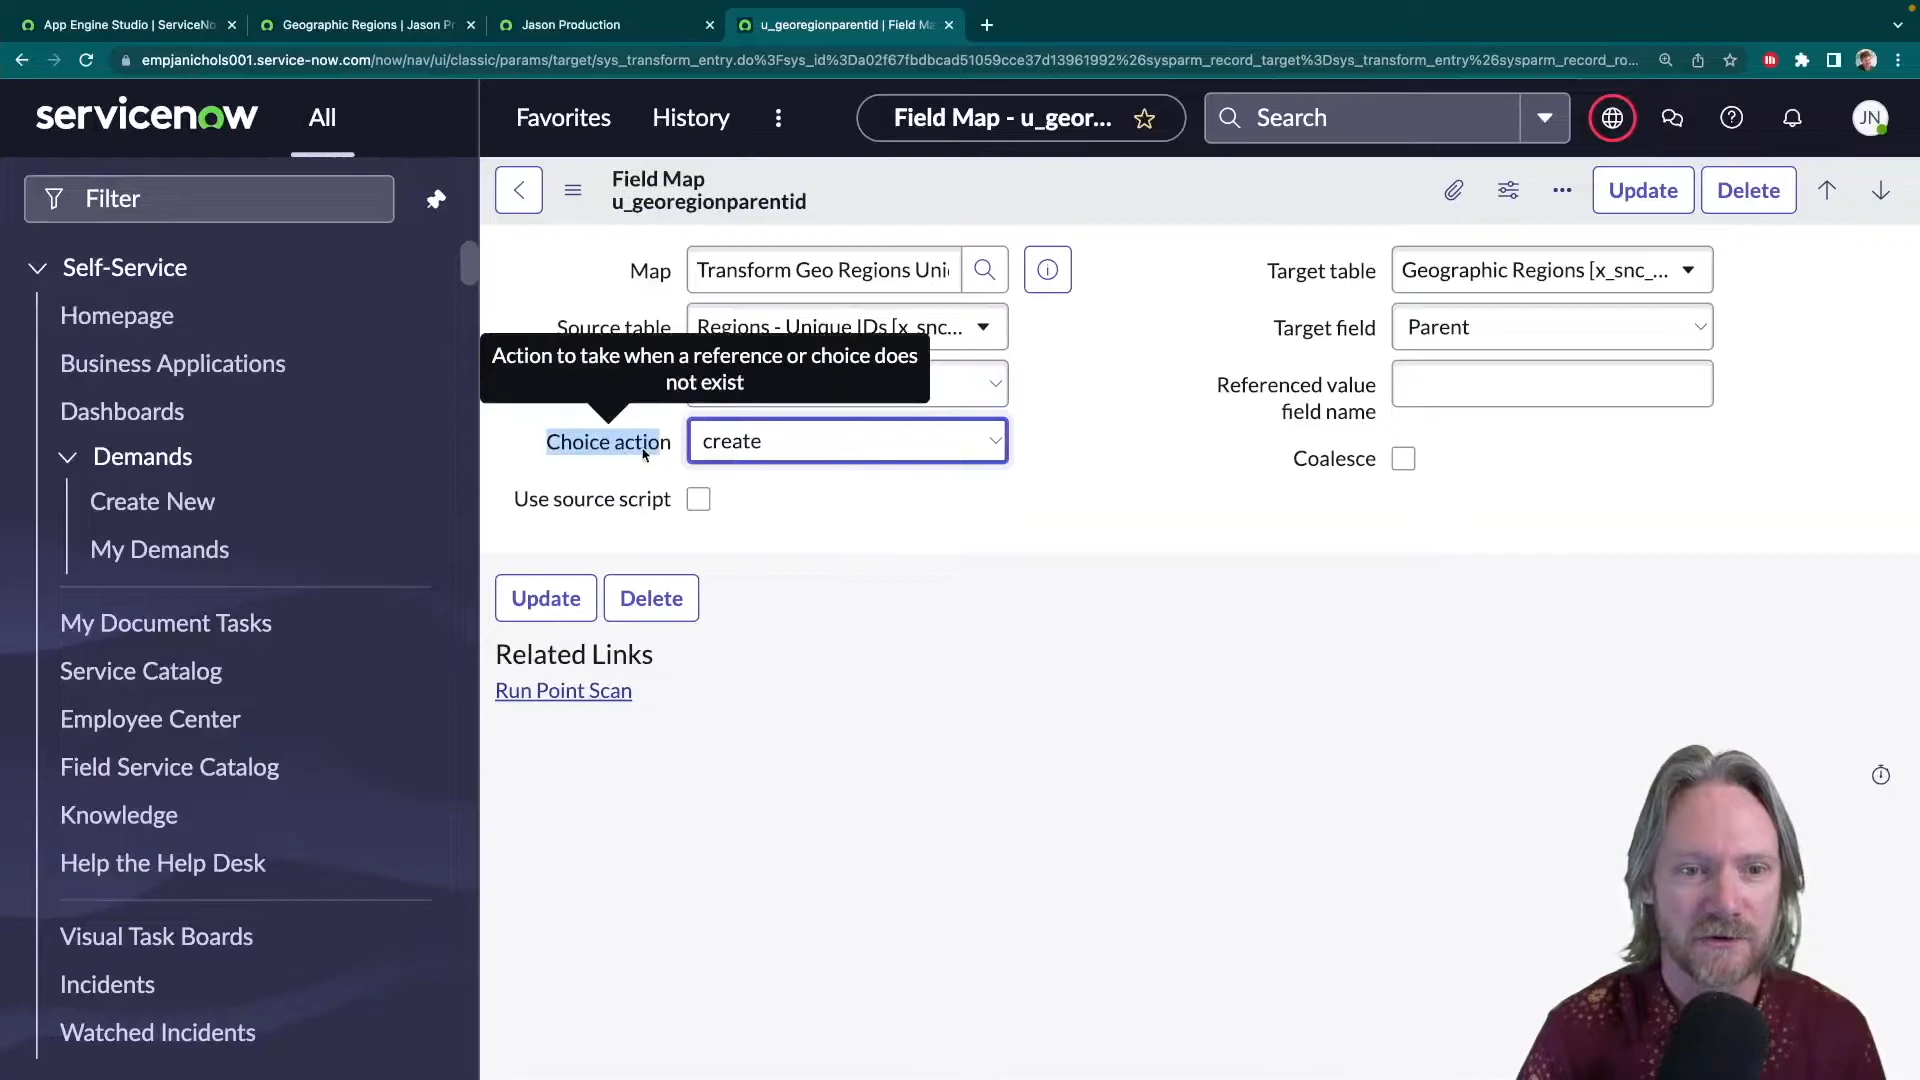 App Engine Studio | ServiceNo
Geographic Regions | Jason Pr
Jason Production
u_georegionparentid | Field Ma
empjanichols001.service-now.com/now/nav/ui/classic/params/target/sys_transform_entry.do%3Fsys_id%3Da02f67fbdbcad51059cce37d13961992%26sysparm_record_target%3Dsys_transform_entry%26sysparm_record_ro...
servicenow
All
Favorites
History
Field Map - u_geor...
Search
JN
Filter
Self-Service
Homepage
Business Applications
Dashboards
Demands
Create New
My Demands
My Document Tasks
Service Catalog
Employee Center
Field Service Catalog
Knowledge
Help the Help Desk
Visual Task Boards
Incidents
Watched Incidents
Field Map
u_georegionparentid
Update
Delete
Map
Transform Geo Regions Uni
Source table
Regions - Unique IDs [x_snc_...
Action to take when a reference or choice does
not exist
Choice action
create
Use source script
Target table
Geographic Regions [x_snc_...
Target field
Parent
Referenced value
field name
Coalesce
Update
Delete
Related Links
Run Point Scan